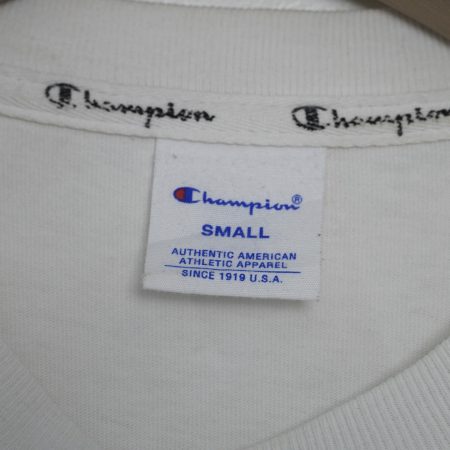 Champion Champion
Champion®
SMALL
AUTHENTIC AMERICAN
ATHLETIC APPAREL
SINCE 1919 U.S.A.